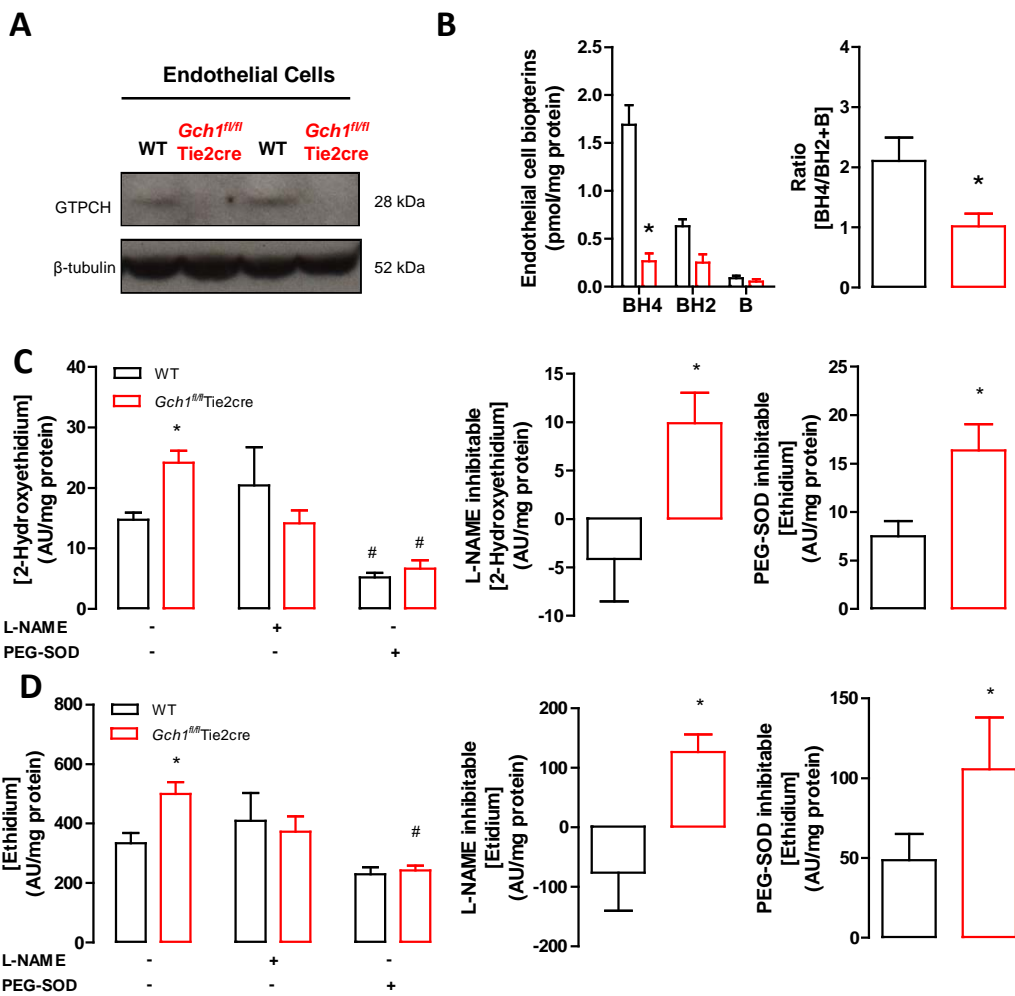 A
Endothelial Cells
WT Gch1fl/fl Tie2cre WT Gch1fl/fl Tie2cre
GTPCH
28 kDa
β-tubulin
52 kDa
B
Endothelial cell biopterins
(pmol/mg protein)
2.5
2.0
1.5
1.0
0.5
0.0
*
BH4 BH2 B
Ratio
[BH4/BH2+B]
4
3
2
1
0
*
C
[2-Hydroxyethidium]
(AU/mg protein)
40
30
20
10
0
WT
Gch1fl/flTie2cre
*
# #
L-NAME - + -
PEG-SOD - - +
L-NAME inhibitable
[2-Hydroxyethidium]
(AU/mg protein)
15
10
5
0
-5
-10
*
PEG-SOD inhibitable
[Ethidium]
(AU/mg protein)
25
20
15
10
5
0
*
D
[Ethidium]
(AU/mg protein)
800
600
400
200
0
WT
Gch1fl/flTie2cre
*
#
L-NAME - + -
PEG-SOD - - +
L-NAME inhibitable
[Etidium]
(AU/mg protein)
200
100
0
-100
-200
*
PEG-SOD inhibitable
[Ethidium]
(AU/mg protein)
150
100
50
0
*